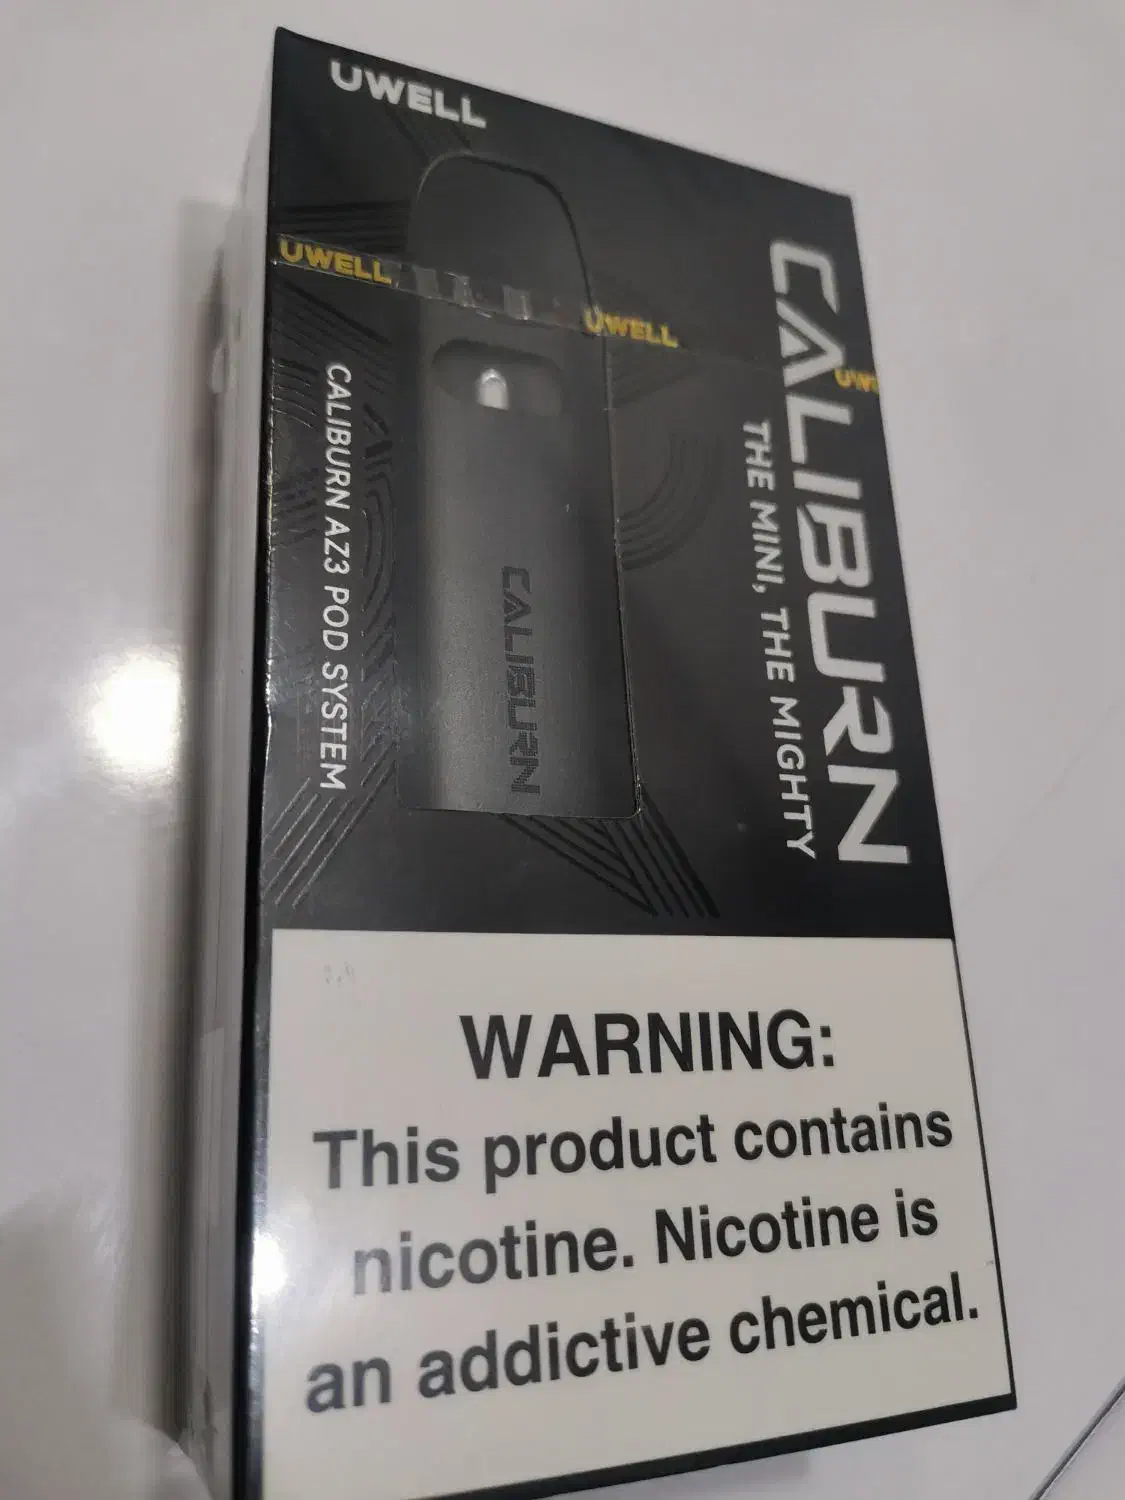 UWELL
UWELL
UWELL
CALIBURN
THE MINI, THE MIGHTY
CALIBURN AZ3 POD SYSTEM
CALIBURN
WARNING:
This product contains
nicotine. Nicotine is
an addictive chemical.